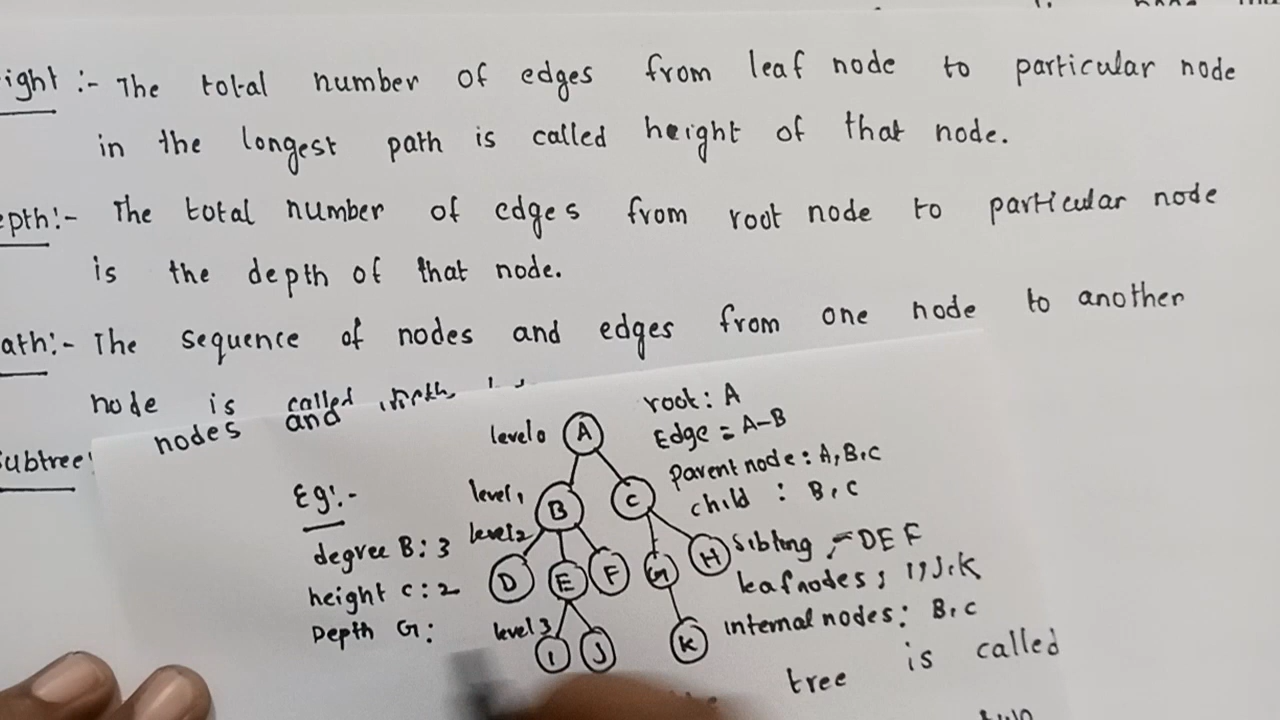 ight :- The total number of edges from leaf node to particular node
in the longest path is called height of that node.
epth:- The total number of edges from root node to particular node
is the depth of that node.
ath:- The sequence of nodes and edges from one node to another
node is called
nodes and
ubtree
Eg:-
degree B: 3
height c: 2
Depth G:
level0 A
level1 B C
level2 D E F G H
level3 I J K
root: A
Edge = A-B
parent node: A, B, C
child : B, C
Sibling :- DEF
leafnodes: I, J, K
internal nodes: B, C
tree is called